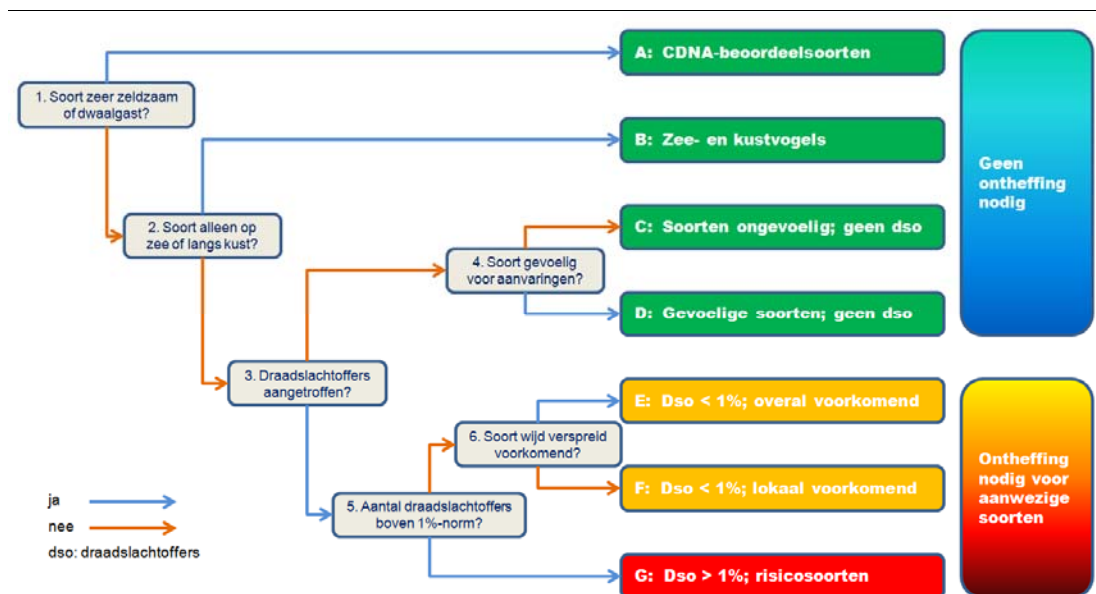 A: CDNA-beoordeelsoorten
1. Soort zeer zeldzaam
of dwaalgast?
B: Zee- en kustvogels
Geen
ontheffing
nodig
2. Soort alleen op
zee of langs kust?
C: Soorten ongevoelig; geen dso
4. Soort gevoelig
voor aanvaringen?
D: Gevoelige soorten; geen dso
3. Draadslachtoffers
aangetroffen?
E: Dso < 1%; overal voorkomend
6. Soort wijd verspreid
voorkomend?
Ontheffing
nodig voor
aanwezige
soorten
F: Dso < 1%; lokaal voorkomend
5. Aantal draadslachtoffers
boven 1%-norm?
G: Dso > 1%; risicosoorten
ja
nee
dso: draadslachtoffers